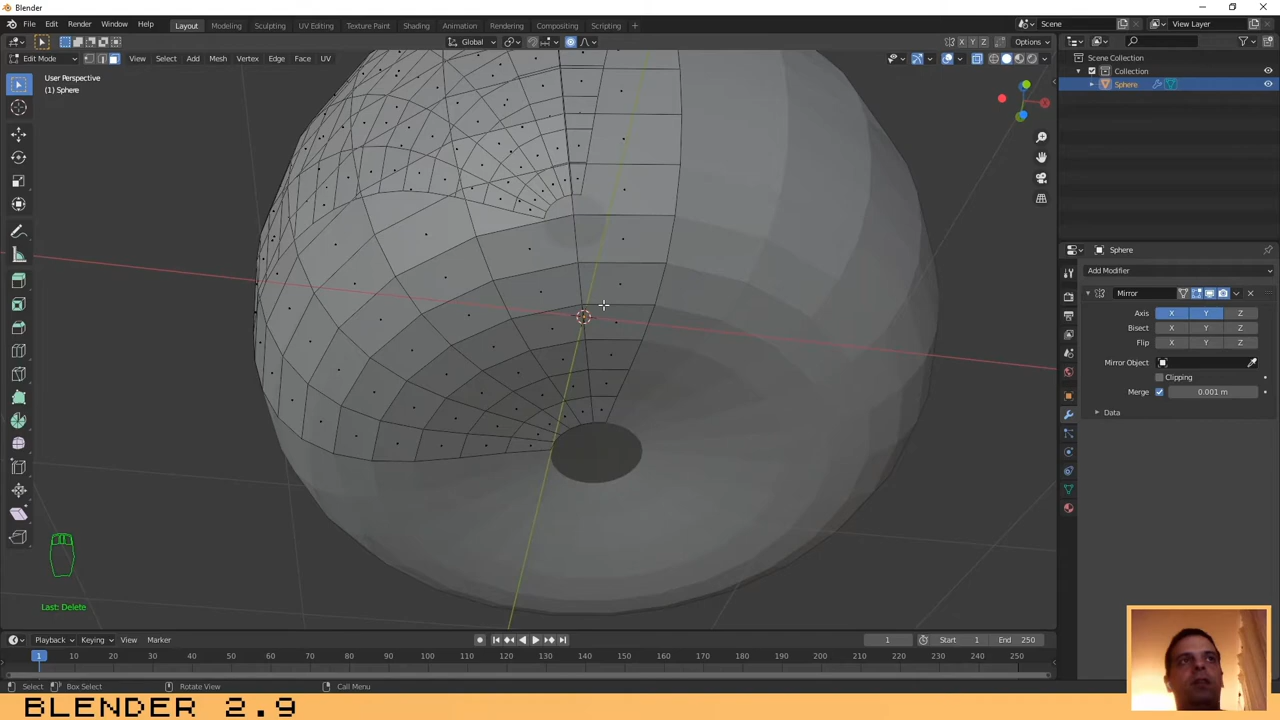 Blender
File Edit Render Window Help Layout Modeling Sculpting UV Editing Texture Paint Shading Animation Rendering Compositing Scripting + Scene View Layer
Global X Y Z Options
Edit Mode View Select Add Mesh Vertex Edge Face UV
User Perspective
(1) Sphere
X
Last: Delete
Scene Collection
Collection
Sphere
Sphere
Add Modifier
Mirror
Axis X Y Z
Bisect X Y Z
Flip X Y Z
Mirror Object
Clipping
Merge 0.001 m
Data
Playback Keying View Marker 1 Start 1 End 250
1 10 20 30 40 50 60 70 80 90 100 110 120 130 140 150 160 170 180 190 200 210 220 230 240 250
Select Box Select Rotate View Call Menu
BLENDER 2.9